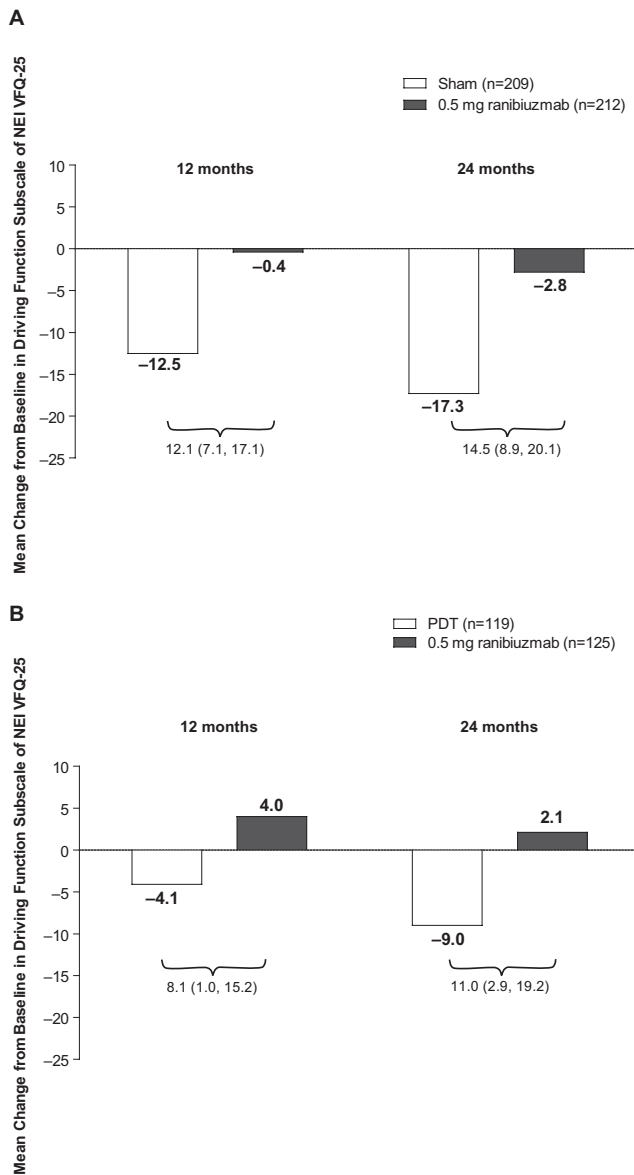 A
Mean Change from Baseline in Driving Function Subscale of NEI VFQ-25
Sham (n=209)
0.5 mg ranibiuzmab (n=212)
12 months
24 months
10
5
0
–5
–10
–15
–20
–25
–12.5
–0.4
–17.3
–2.8
12.1 (7.1, 17.1)
14.5 (8.9, 20.1)
B
Mean Change from Baseline in Driving Function Subscale of NEI VFQ-25
PDT (n=119)
0.5 mg ranibiuzmab (n=125)
12 months
24 months
10
5
0
–5
–10
–15
–20
–25
–4.1
4.0
–9.0
2.1
8.1 (1.0, 15.2)
11.0 (2.9, 19.2)